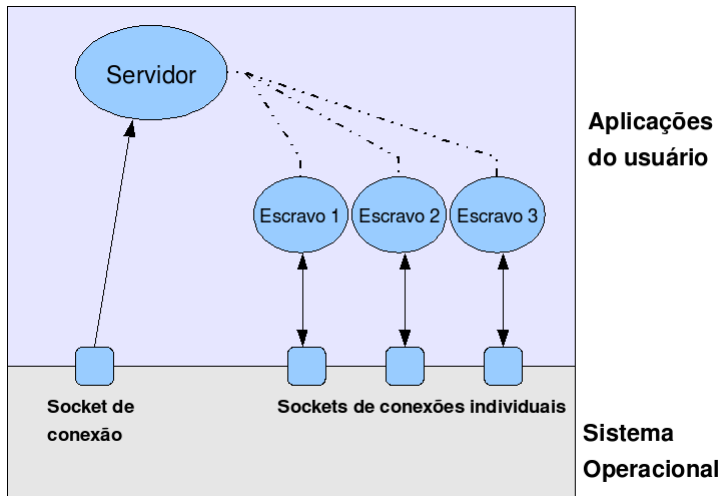 Servidor
Aplicações
do usuário
Escravo 1
Escravo 2
Escravo 3
Socket de
conexão
Sockets de conexões individuais
Sistema
Operacional